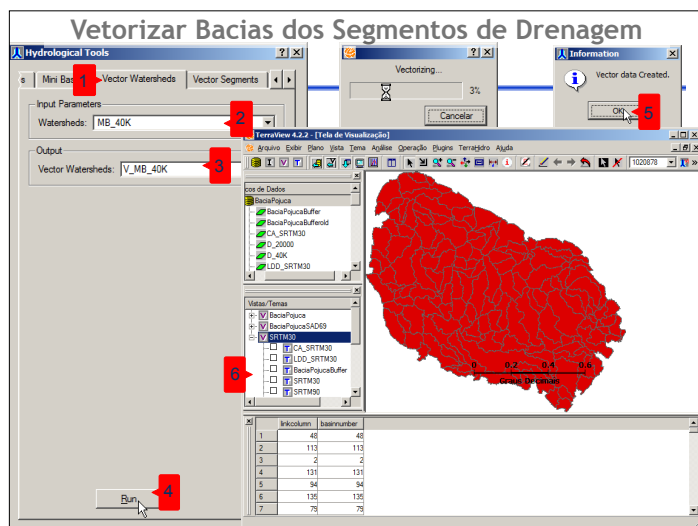 Vetorizar Bacias dos Segmentos de Drenagem
Hydrological Tools
s
Mini Bas
Vector Watersheds
Vector Segments
1
Input Parameters
Watersheds:
MB_40K
2
Output
Vector Watersheds:
V_MB_40K
3
Run
4
Vectorizing...
3%
Cancelar
Information
Vector data Created.
OK
5
TerraView 4.2.2 - [Tela de Visualização]
Arquivo Exibir Plano Vista Tema Análise Operação Plugins TerraHidro Ajuda
1020878
cos de Dados
BaciaPojuca
BaciaPojucaBuffer
BaciaPojucaBufferold
CA_SRTM30
D_20000
D_40K
LDD_SRTM30
Vistas/Temas
BaciaPojuca
BaciaPojucaSAD69
SRTM30
CA_SRTM30
LDD_SRTM30
BaciaPojucaBuffer
SRTM30
SRTM90
6
0 0.2 0.4 0.6
Graus Decimais
linkcolumn basinnumber
1 48 48
2 113 113
3 2 2
4 131 131
5 94 94
6 135 135
7 79 79